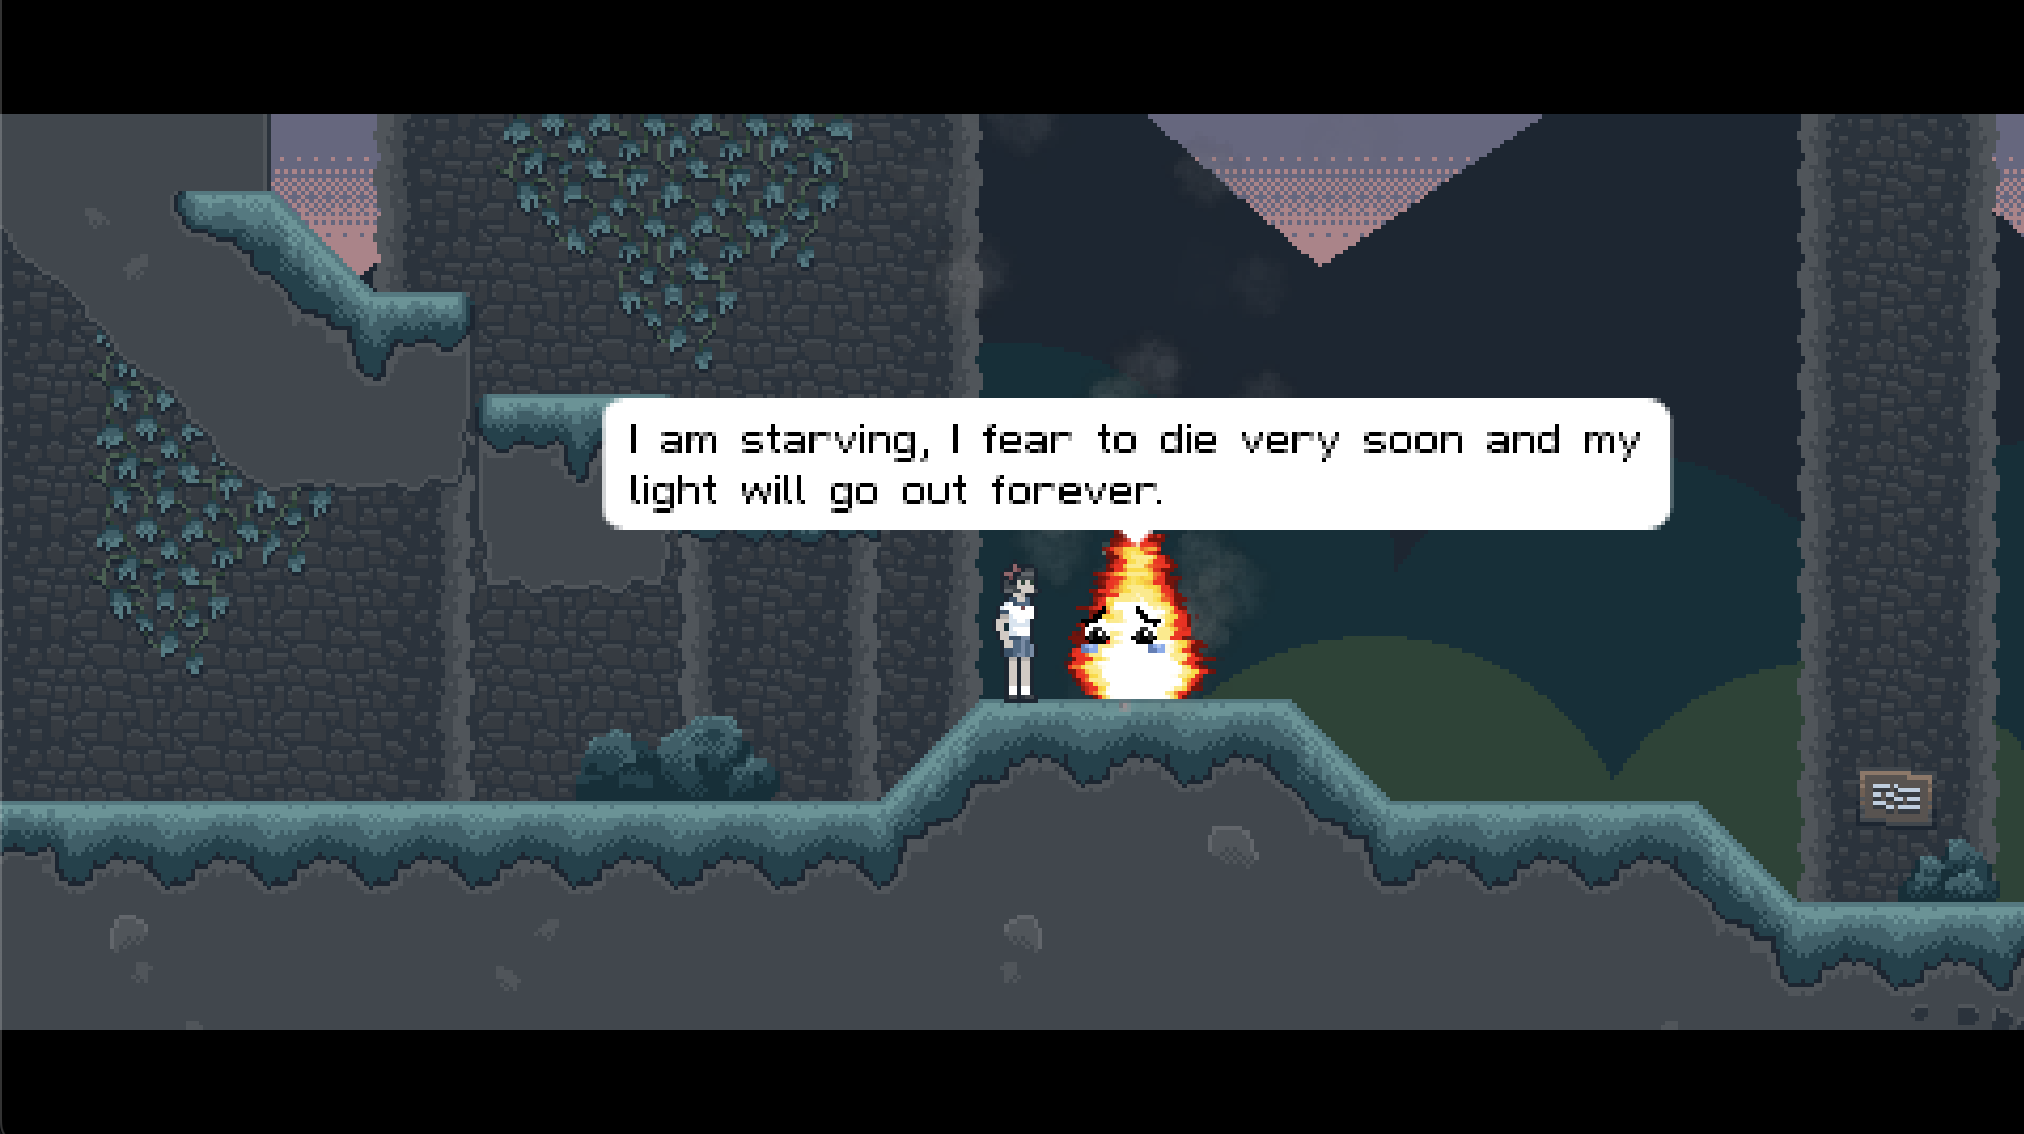 I am starving, I fear to die very soon and my
light will go out forever.